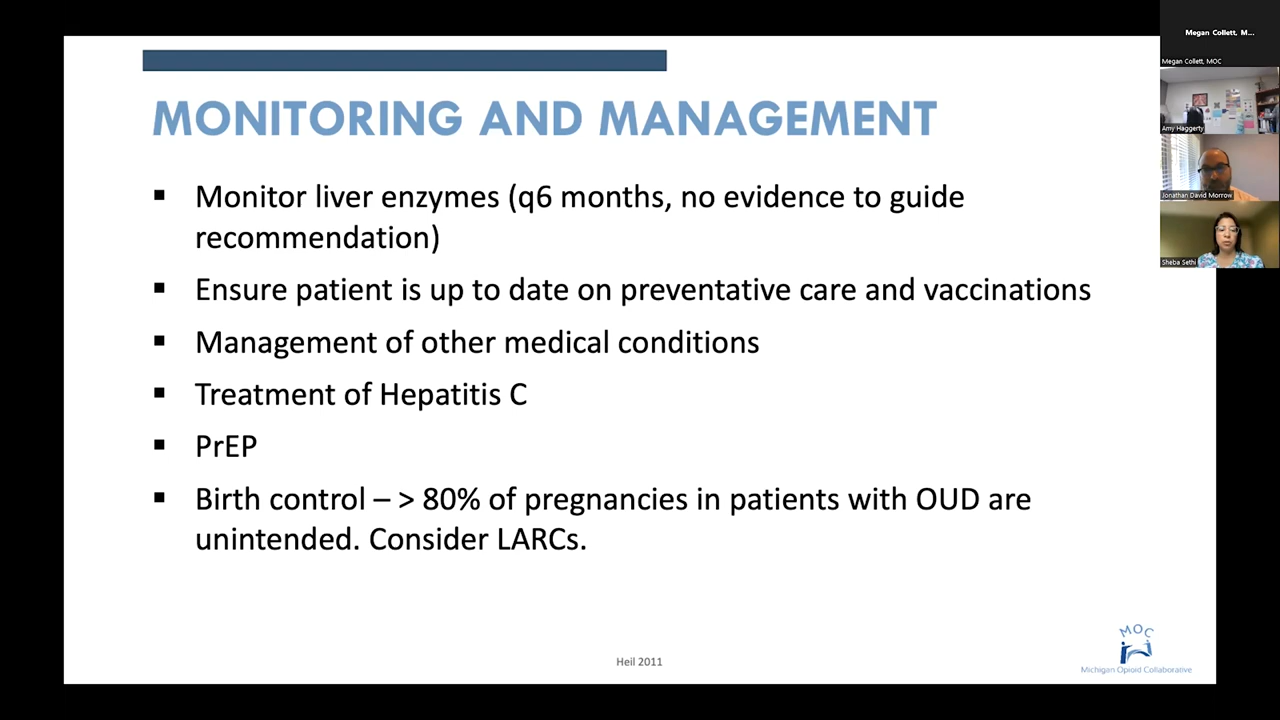 MONITORING AND MANAGEMENT
▪ Monitor liver enzymes (q6 months, no evidence to guide
recommendation)
▪ Ensure patient is up to date on preventative care and vaccinations
▪ Management of other medical conditions
▪ Treatment of Hepatitis C
▪ PrEP
▪ Birth control – > 80% of pregnancies in patients with OUD are
unintended. Consider LARCs.
Heil 2011
MOC
Michigan Opioid Collaborative
Megan Collett, M...
Megan Collett, MOC
Amy Haggerty
Jonathan David Morrow
Sheba Sethi